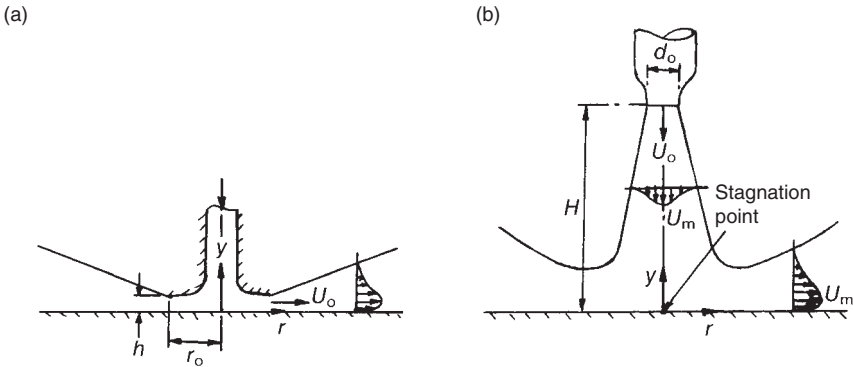 (a)
(b)
d_o
U_o
H
Stagnation
point
U_m
y
y
U_o
U_m
h
r_o
r
r